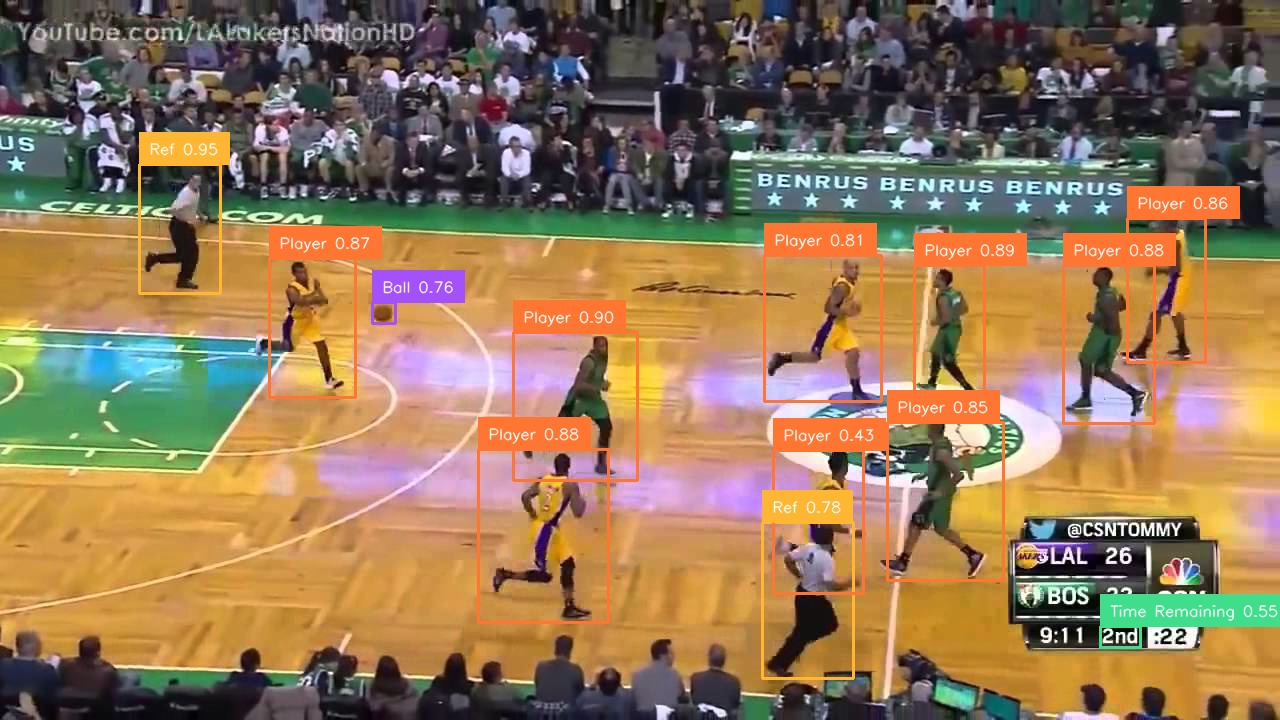 YouTube.com/LALakersNationHD
Ref 0.95
BENRUS BENRUS BENRUS
US
CELTICS.COM
Player 0.86
Player 0.87
Player 0.81
Player 0.89
Player 0.88
Ball 0.76
Player 0.90
Player 0.88
Player 0.43
Player 0.85
Ref 0.78
@CSNTOMMY
LAL 26
BOS
Time Remaining 0.55
9:11 2nd :22